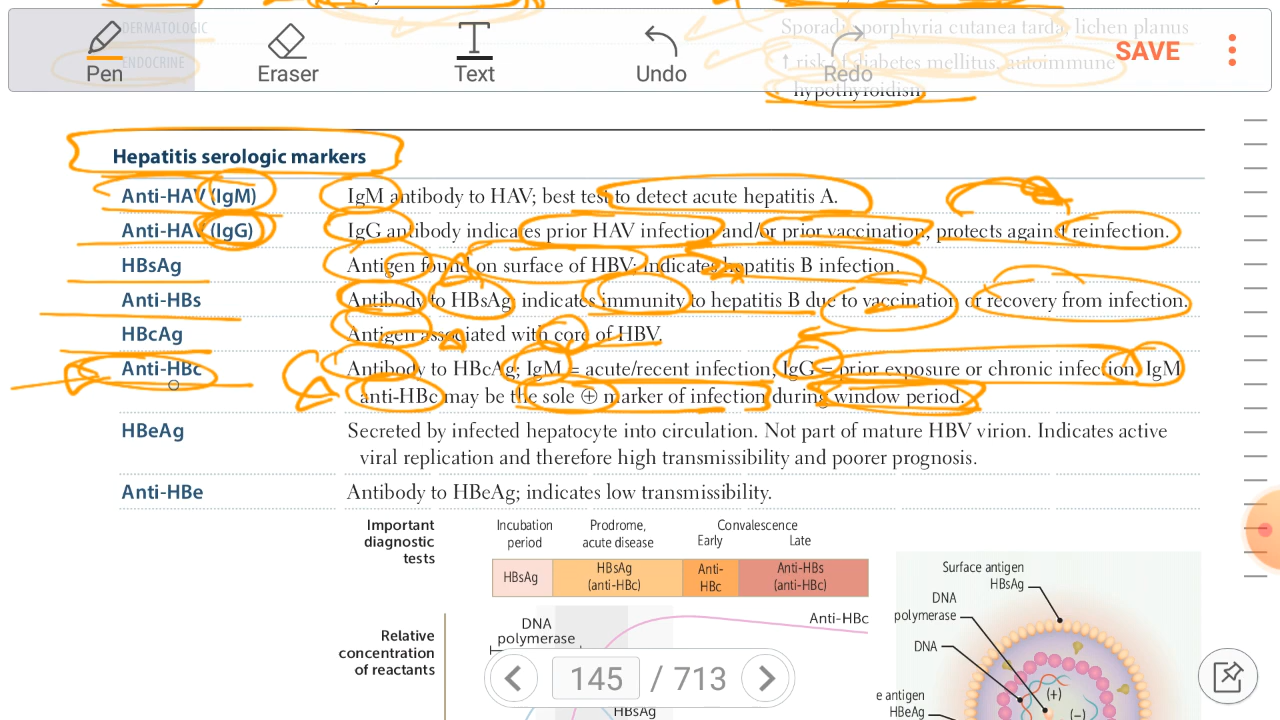 DERMATOLOGIC
Sporadic porphyria cutanea tarda, lichen planus
ENDOCRINE
↑ risk of diabetes mellitus, autoimmune
hypothyroidism
Pen
Eraser
Text
Undo
Redo
SAVE
Hepatitis serologic markers
Anti-HAV (IgM)
IgM antibody to HAV; best test to detect acute hepatitis A.
Anti-HAV (IgG)
IgG antibody indicates prior HAV infection and/or prior vaccination; protects against reinfection.
HBsAg
Antigen found on surface of HBV; indicates hepatitis B infection.
Anti-HBs
Antibody to HBsAg; indicates immunity to hepatitis B due to vaccination or recovery from infection.
HBcAg
Antigen associated with core of HBV.
Anti-HBc
Antibody to HBcAg; IgM = acute/recent infection; IgG = prior exposure or chronic infection. IgM
anti-HBc may be the sole ⊕ marker of infection during window period.
HBeAg
Secreted by infected hepatocyte into circulation. Not part of mature HBV virion. Indicates active
viral replication and therefore high transmissibility and poorer prognosis.
Anti-HBe
Antibody to HBeAg; indicates low transmissibility.
Important
diagnostic
tests
Incubation
period
Prodrome,
acute disease
Convalescence
Early
Late
HBsAg
HBsAg
(anti-HBc)
Anti-
HBc
Anti-HBs
(anti-HBc)
Relative
concentration
of reactants
DNA
polymerase
Anti-HBc
HBsAg
Surface antigen
HBsAg
DNA
polymerase
DNA
e antigen
HBeAg
(+)
(−)
145 / 713